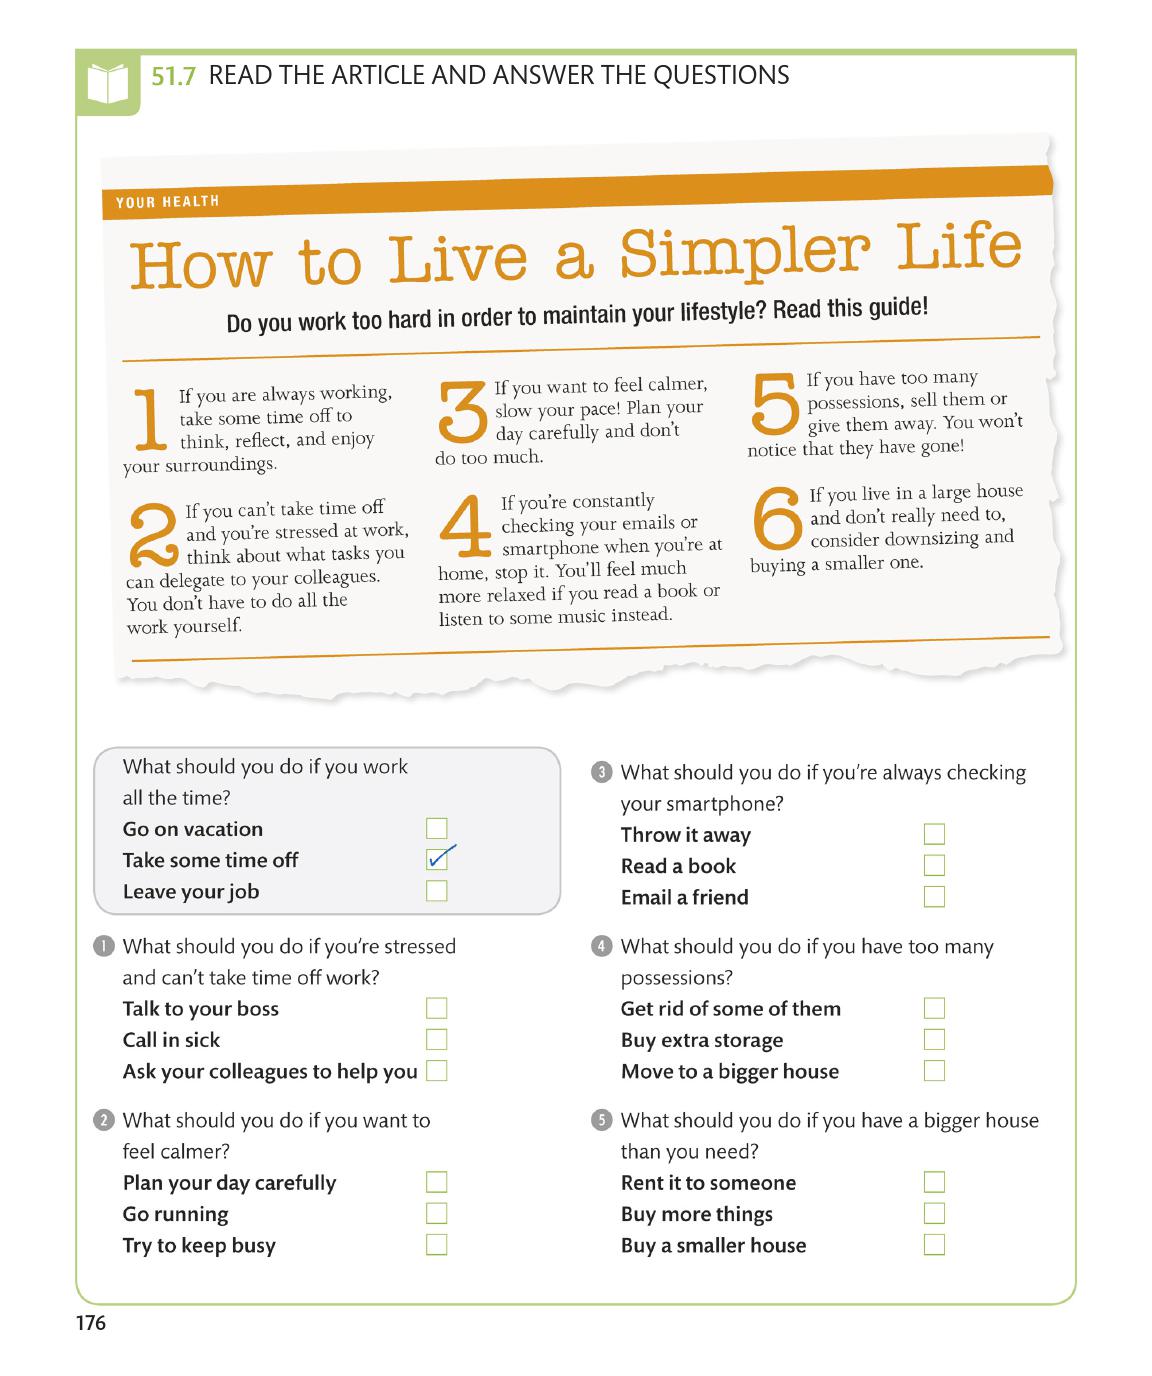 51.7 READ THE ARTICLE AND ANSWER THE QUESTIONS
YOUR HEALTH
How to Live a Simpler Life
Do you work too hard in order to maintain your lifestyle? Read this guide!
1 If you are always working,
take some time off to
think, reflect, and enjoy
your surroundings.
2 If you can't take time off
and you're stressed at work,
think about what tasks you
can delegate to your colleagues.
You don't have to do all the
work yourself.
3 If you want to feel calmer,
slow your pace! Plan your
day carefully and don't
do too much.
4 If you're constantly
checking your emails or
smartphone when you're at
home, stop it. You'll feel much
more relaxed if you read a book or
listen to some music instead.
5 If you have too many
possessions, sell them or
give them away. You won't
notice that they have gone!
6 If you live in a large house
and don't really need to,
consider downsizing and
buying a smaller one.
What should you do if you work
all the time?
Go on vacation
Take some time off
Leave your job
1 What should you do if you're stressed
and can't take time off work?
Talk to your boss
Call in sick
Ask your colleagues to help you
2 What should you do if you want to
feel calmer?
Plan your day carefully
Go running
Try to keep busy
3 What should you do if you're always checking
your smartphone?
Throw it away
Read a book
Email a friend
4 What should you do if you have too many
possessions?
Get rid of some of them
Buy extra storage
Move to a bigger house
5 What should you do if you have a bigger house
than you need?
Rent it to someone
Buy more things
Buy a smaller house
176